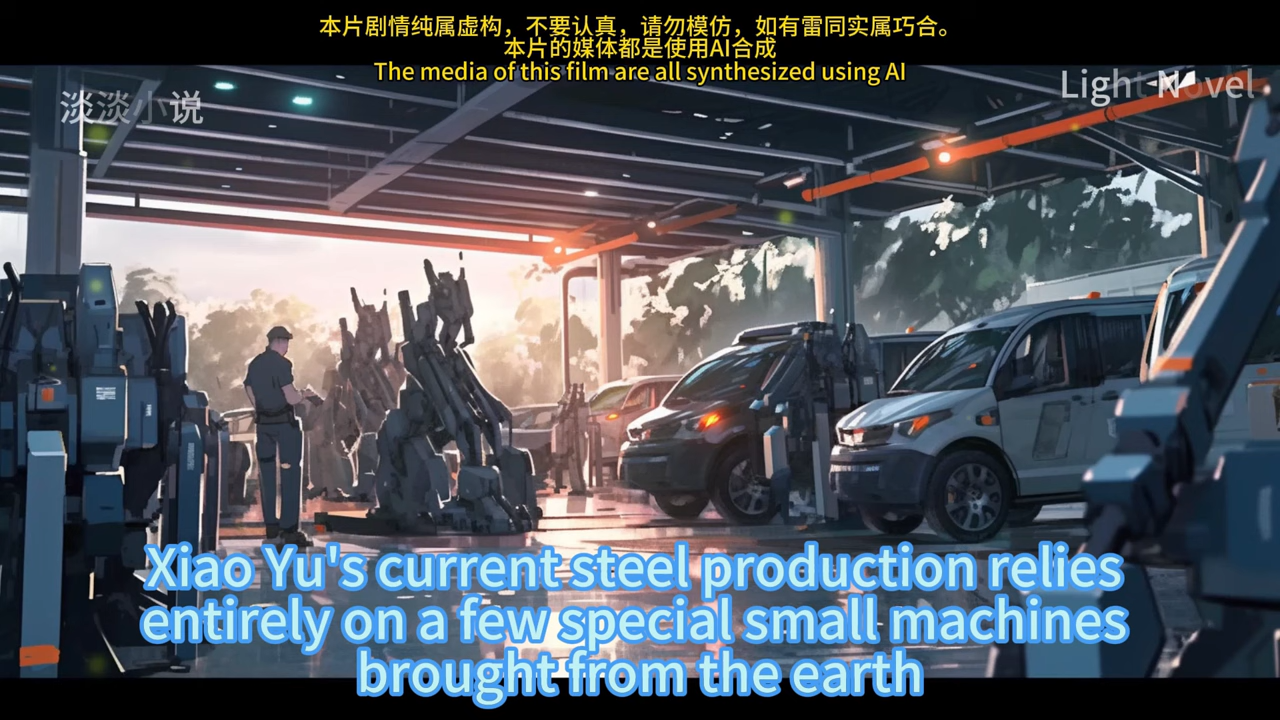 本片剧情纯属虚构，不要认真，请勿模仿，如有雷同实属巧合。
本片的媒体都是使用AI合成
The media of this film are all synthesized using AI
淡淡小说
Light Novel
Xiao Yu's current steel production relies
entirely on a few special small machines
brought from the earth